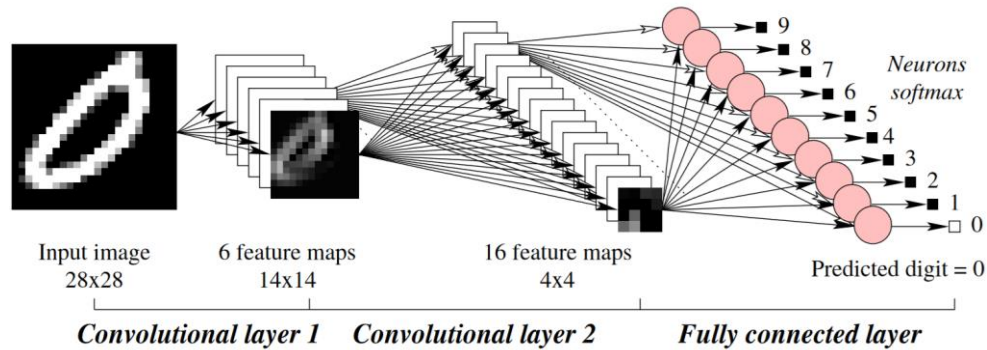 9
8
7
6
5
4
3
2
1
0
Neurons
softmax
Input image
28x28
6 feature maps
14x14
16 feature maps
4x4
Predicted digit = 0
Convolutional layer 1
Convolutional layer 2
Fully connected layer